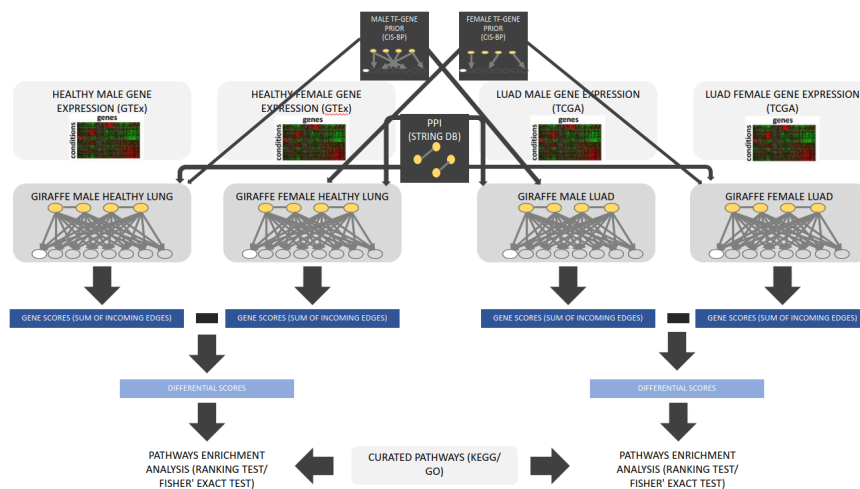 MALE TF-GENE
PRIOR
(CIS-BP)
FEMALE TF-GENE
PRIOR
(CIS-BP)
HEALTHY MALE GENE
EXPRESSION (GTEx)
genes
conditions
HEALTHY FEMALE GENE
EXPRESSION (GTEx)
genes
conditions
LUAD MALE GENE EXPRESSION
(TCGA)
genes
conditions
LUAD FEMALE GENE EXPRESSION
(TCGA)
genes
conditions
PPI
(STRING DB)
GIRAFFE MALE HEALTHY LUNG
GIRAFFE FEMALE HEALTHY LUNG
GIRAFFE MALE LUAD
GIRAFFE FEMALE LUAD
GENE SCORES (SUM OF INCOMING EDGES)
GENE SCORES (SUM OF INCOMING EDGES)
GENE SCORES (SUM OF INCOMING EDGES)
GENE SCORES (SUM OF INCOMING EDGES)
DIFFERENTIAL SCORES
DIFFERENTIAL SCORES
PATHWAYS ENRICHMENT
ANALYSIS (RANKING TEST/
FISHER' EXACT TEST)
CURATED PATHWAYS (KEGG/
GO)
PATHWAYS ENRICHMENT
ANALYSIS (RANKING TEST/
FISHER' EXACT TEST)